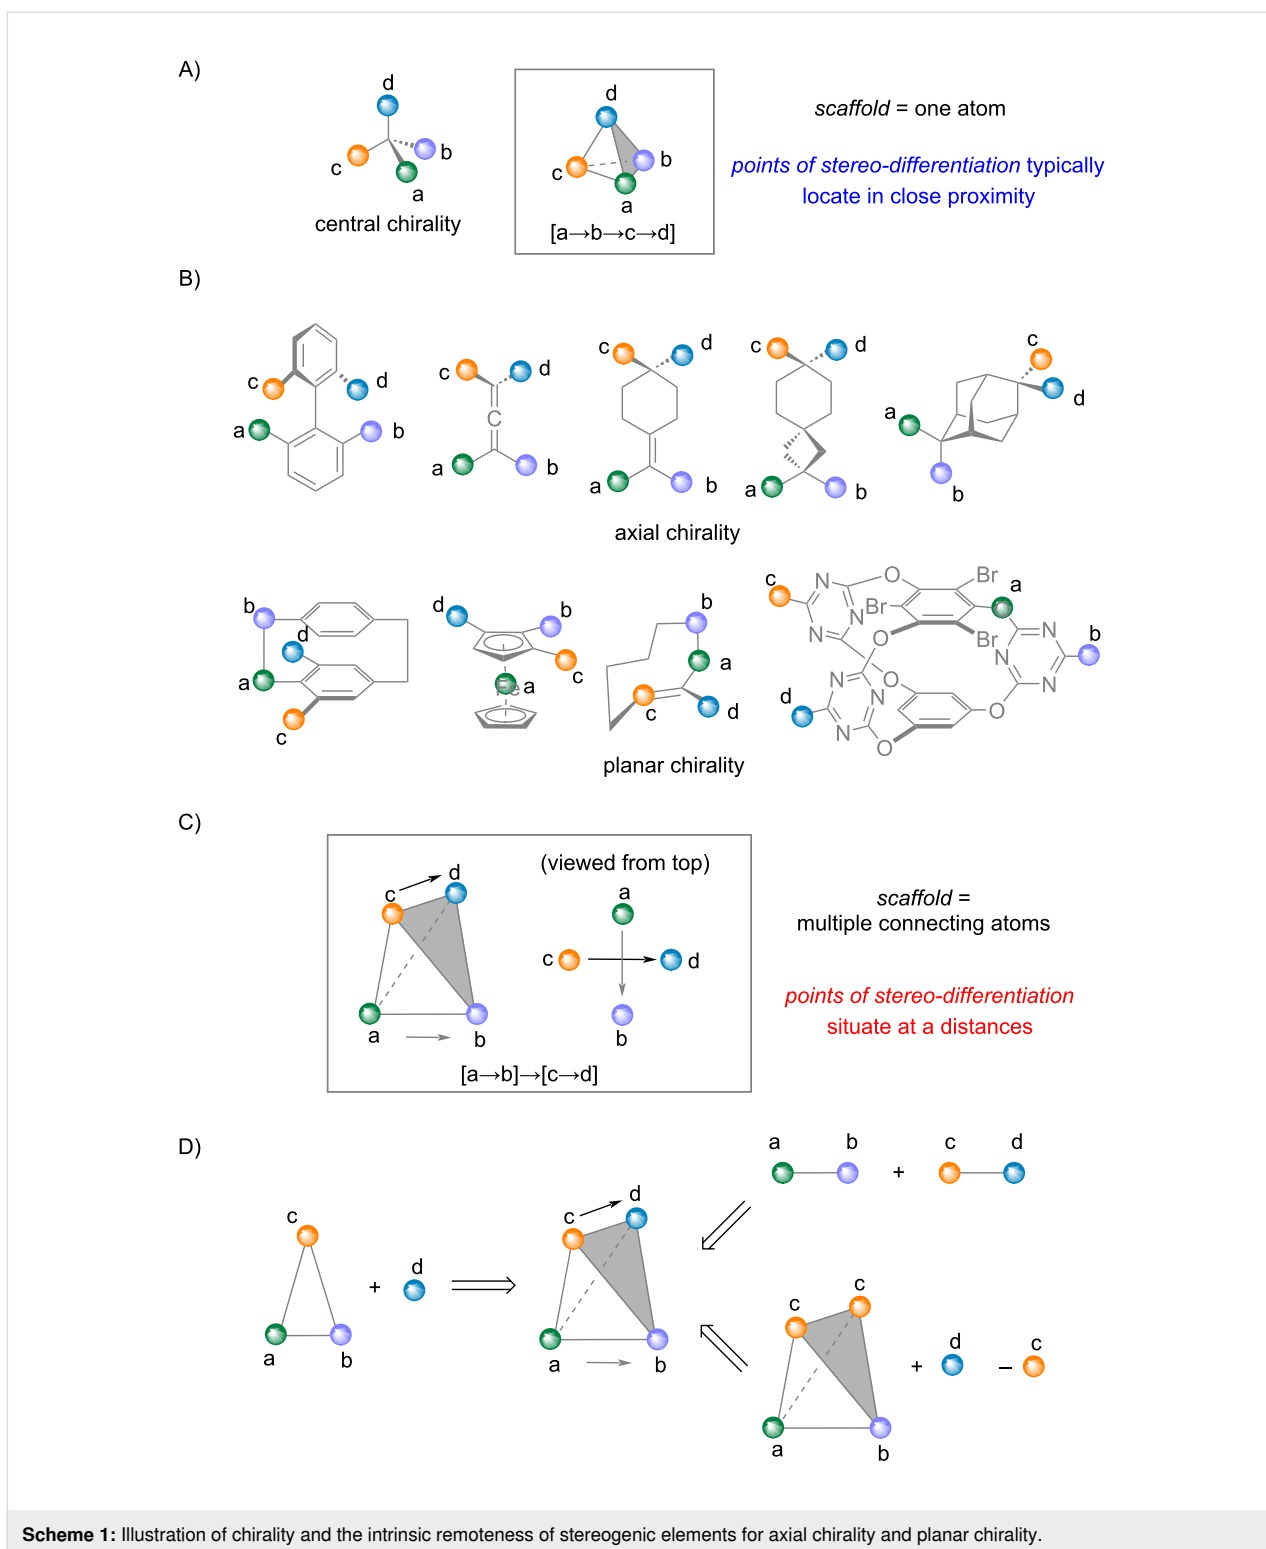 A)
d
c
b
a
central chirality
d
c
b
a
[a→b→c→d]
scaffold = one atom
points of stereo-differentiation typically
locate in close proximity
B)
c
d
a
b
c
d
C
a
b
c
d
a
b
c
d
a
b
c
d
a
b
axial chirality
b
d
a
c
d
b
c
Fe
a
b
a
c
d
c
N
N
N
O
Br
Br
Br
a
O
O
N
N
N
b
d
N
N
N
O
O
planar chirality
C)
c
d
a
b
(viewed from top)
a
c
d
b
[a→b]→[c→d]
scaffold =
multiple connecting atoms
points of stereo-differentiation
situate at a distances
D)
a b + c d
c
a
b
+
d
c
d
a
b
c
c
a
b
+
d
–
c
Scheme 1: Illustration of chirality and the intrinsic remoteness of stereogenic elements for axial chirality and planar chirality.